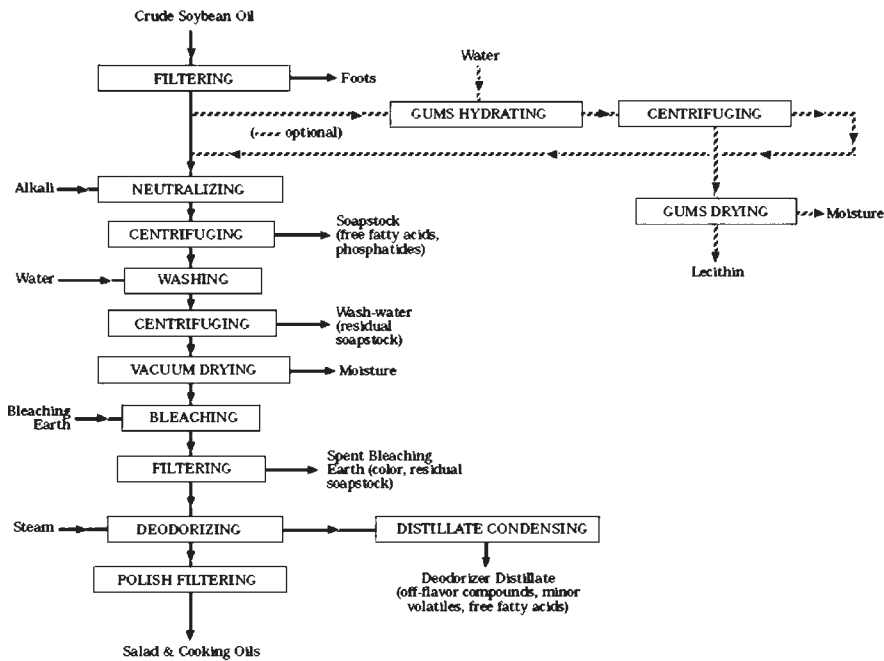 Crude Soybean Oil
FILTERING
Foots
Water
GUMS HYDRATING
CENTRIFUGING
( ---- optional)
Alkali
NEUTRALIZING
GUMS DRYING
Moisture
CENTRIFUGING
Soapstock
(free fatty acids,
phosphatides)
Lecithin
Water
WASHING
CENTRIFUGING
Wash-water
(residual
soapstock)
VACUUM DRYING
Moisture
Bleaching
Earth
BLEACHING
FILTERING
Spent Bleaching
Earth (color, residual
soapstock)
Steam
DEODORIZING
DISTILLATE CONDENSING
POLISH FILTERING
Deodorizer Distillate
(off-flavor compounds, minor
volatiles, free fatty acids)
Salad & Cooking Oils